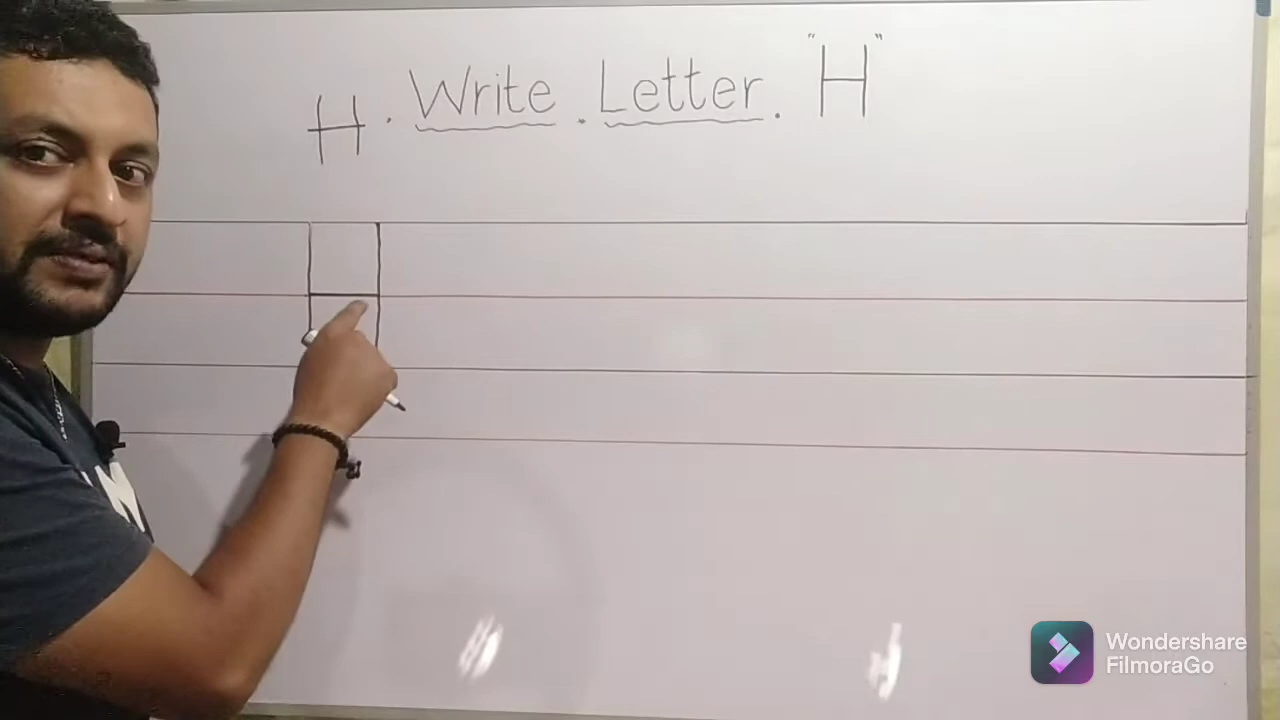 H . Write . Letter . "H"
H
Wondershare
FilmoraGo